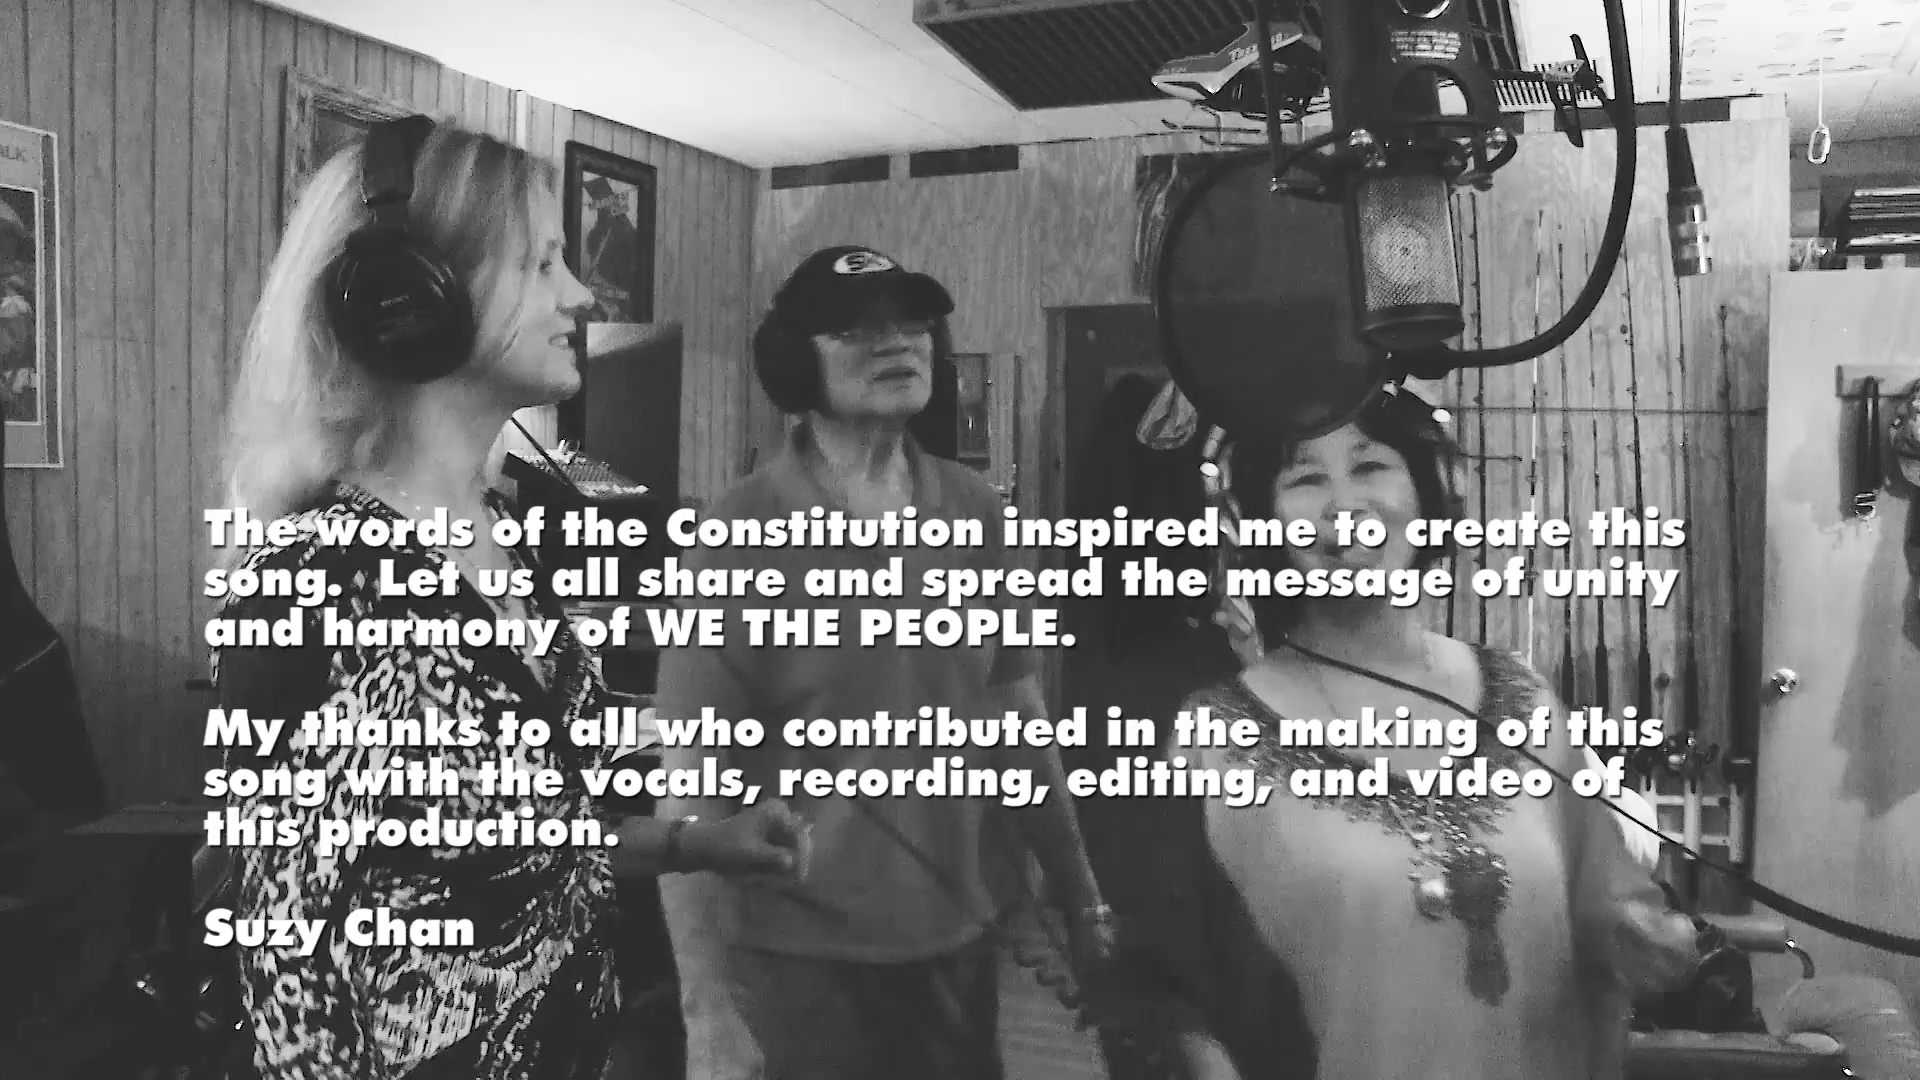 ALK
The words of the Constitution inspired me to create this
song.  Let us all share and spread the message of unity
and harmony of WE THE PEOPLE.
My thanks to all who contributed in the making of this
song with the vocals, recording, editing, and video of
this production.
Suzy Chan